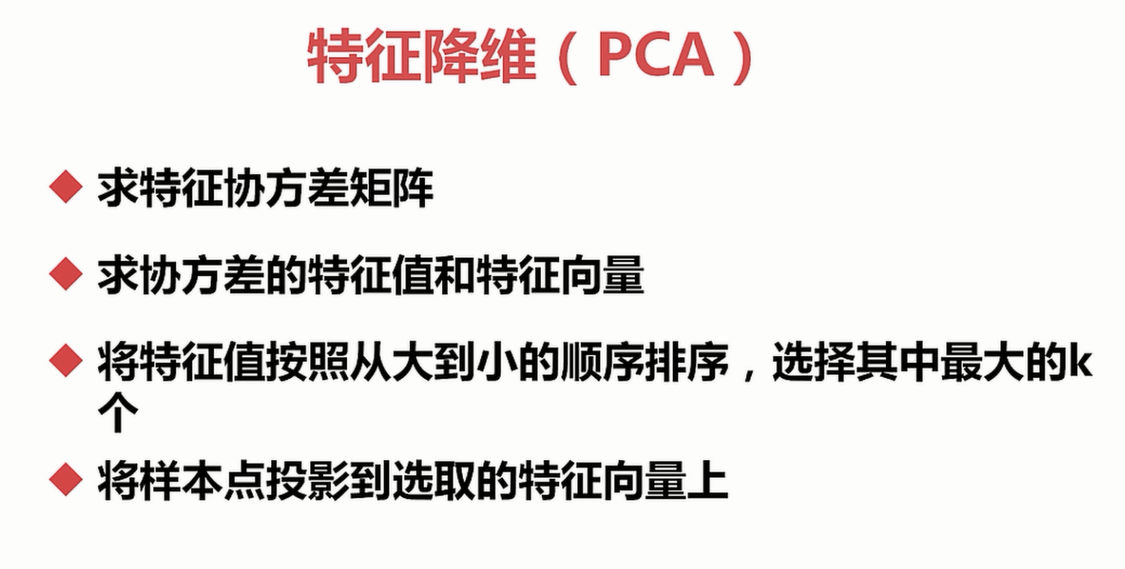 特征降维（PCA）
求特征协方差矩阵
求协方差的特征值和特征向量
将特征值按照从大到小的顺序排序，选择其中最大的k
个
将样本点投影到选取的特征向量上